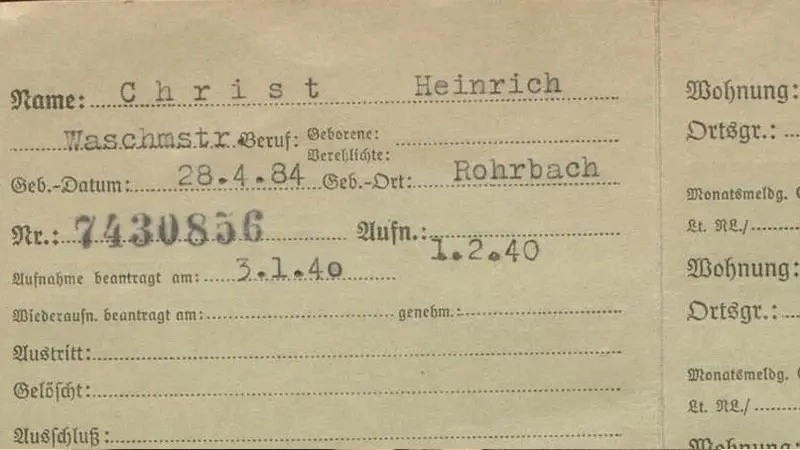 Name: Christ Heinrich
Waschmstr. Beruf: Geborene:
Verehlichte:
Geb.-Datum: 28.4.84 Geb.-Ort: Rohrbach
Nr.: 7430856 Aufn.: 1.2.40
Aufnahme beantragt am: 3.1.40
Wiederaufn. beantragt am: genehm.:
Austritt:
Gelöscht:
Ausschluß:
Wohnung:
Ortsgr.:
Monatsmeldg. G
Lt. RL./
Wohnung:
Ortsgr.:
Monatsmeldg. G
Lt. RL./
Wohnung: